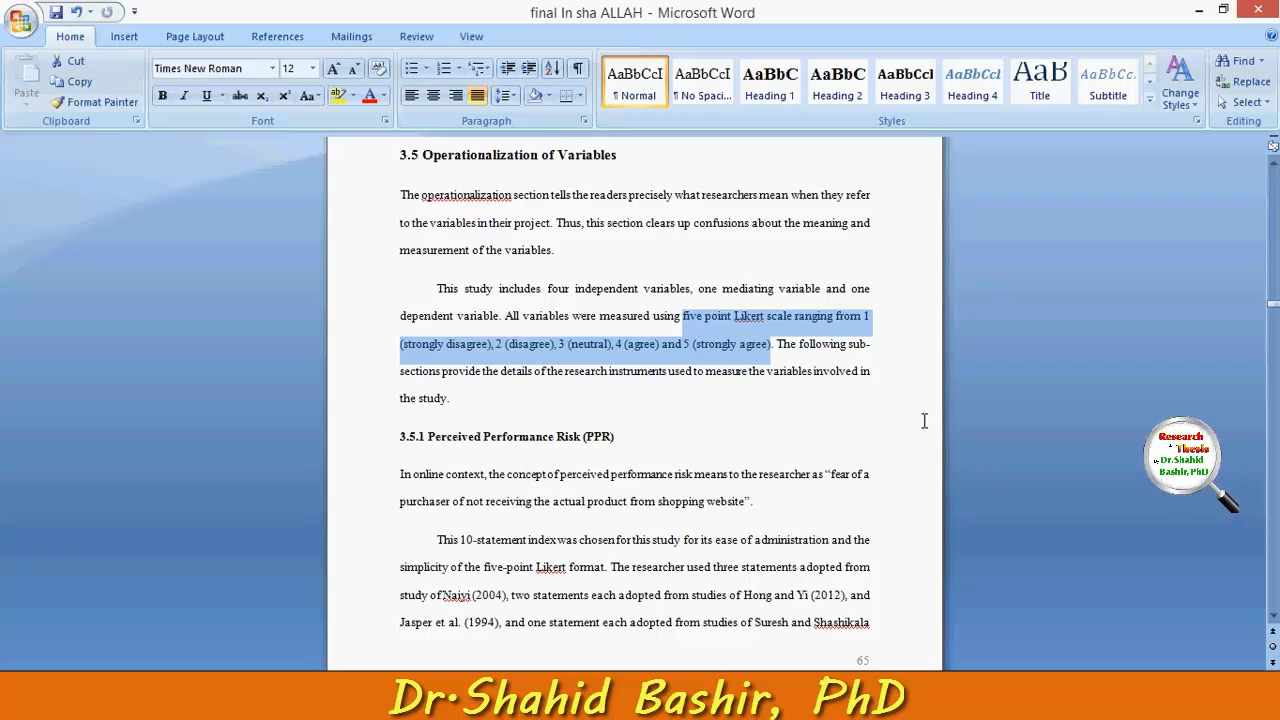 final In sha ALLAH - Microsoft Word
Home Insert Page Layout References Mailings Review View
Paste
Cut
Copy
Format Painter
Clipboard
Times New Roman 12
Font
Paragraph
AaBbCcI AaBbCcI AaBbC AaBbC AaBbCcl AaBbCcl AaB AaBbCc.
¶ Normal ¶ No Spaci... Heading 1 Heading 2 Heading 3 Heading 4 Title Subtitle
Change Styles
Styles
Find
Replace
Select
Editing
3.5 Operationalization of Variables
The operationalization section tells the readers precisely what researchers mean when they refer
to the variables in their project. Thus, this section clears up confusions about the meaning and
measurement of the variables.
This study includes four independent variables, one mediating variable and one
dependent variable. All variables were measured using five point Likert scale ranging from 1
(strongly disagree), 2 (disagree), 3 (neutral), 4 (agree) and 5 (strongly agree). The following sub-
sections provide the details of the research instruments used to measure the variables involved in
the study.
3.5.1 Perceived Performance Risk (PPR)
In online context, the concept of perceived performance risk means to the researcher as “fear of a
purchaser of not receiving the actual product from shopping website”.
This 10-statement index was chosen for this study for its ease of administration and the
simplicity of the five-point Likert format. The researcher used three statements adopted from
study of Naiyi (2004), two statements each adopted from studies of Hong and Yi (2012), and
Jasper et al. (1994), and one statement each adopted from studies of Suresh and Shashikala
65
Research
Thesis
Dr.Shahid
Bashir, PhD
Dr.Shahid Bashir, PhD